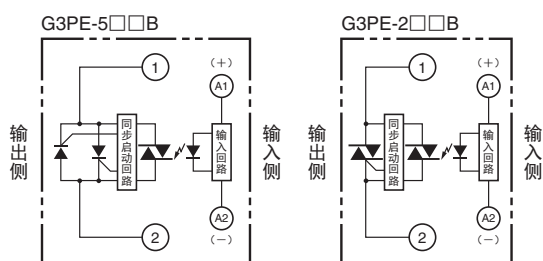 G3PE-5□□B
1
(+)
A1
输出侧
同步启动回路
输入回路
输入侧
A2
(−)
2
G3PE-2□□B
1
(+)
A1
输出侧
同步启动回路
输入回路
输入侧
A2
(−)
2